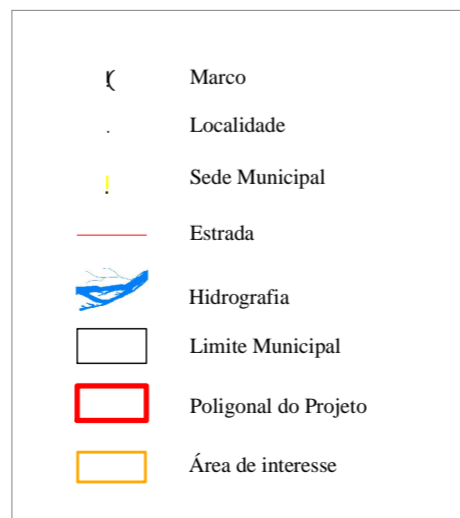 Marco
Localidade
Sede Municipal
Estrada
Hidrografia
Limite Municipal
Poligonal do Projeto
Área de interesse